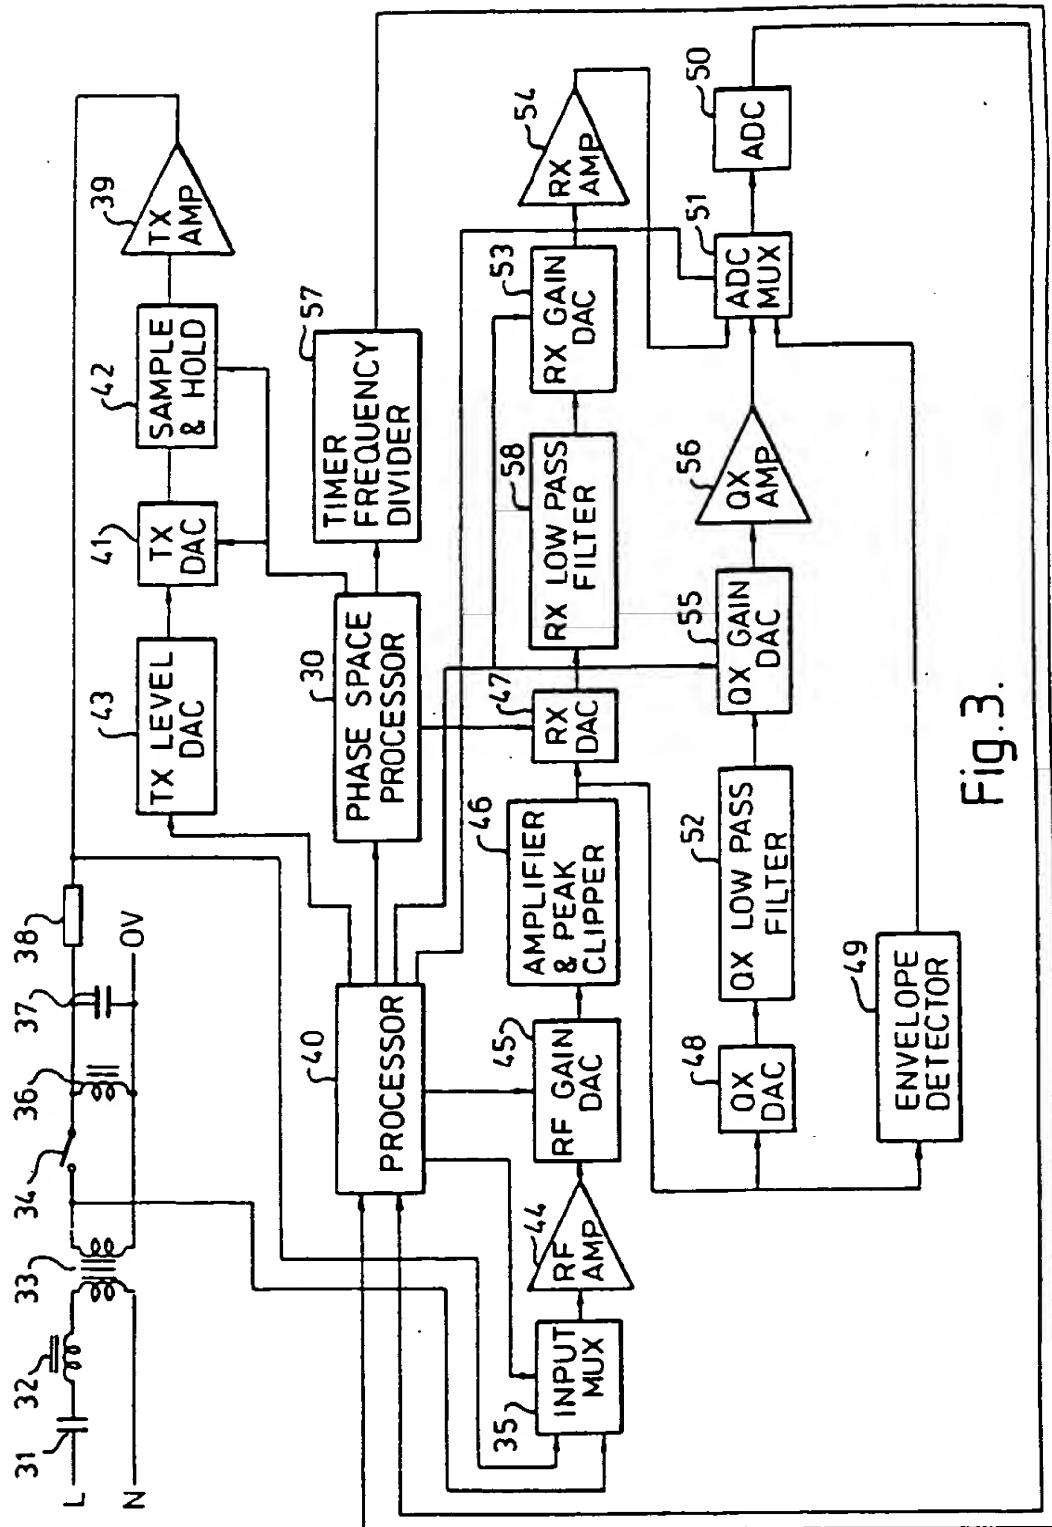 L
N
31
32
33
34
36
37
38
0V
39
TX
AMP
42
SAMPLE
& HOLD
41
TX
DAC
43
TX LEVEL
DAC
57
TIMER
FREQUENCY
DIVIDER
30
PHASE SPACE
PROCESSOR
40
PROCESSOR
35
INPUT
MUX
44
RF
AMP
45
RF GAIN
DAC
46
AMPLIFIER
& PEAK
CLIPPER
47
RX
DAC
58
RX LOW PASS
FILTER
53
RX GAIN
DAC
54
RX
AMP
48
QX
DAC
52
QX LOW PASS
FILTER
55
QX GAIN
DAC
56
QX
AMP
51
ADC
MUX
50
ADC
49
ENVELOPE
DETECTOR
Fig.3.